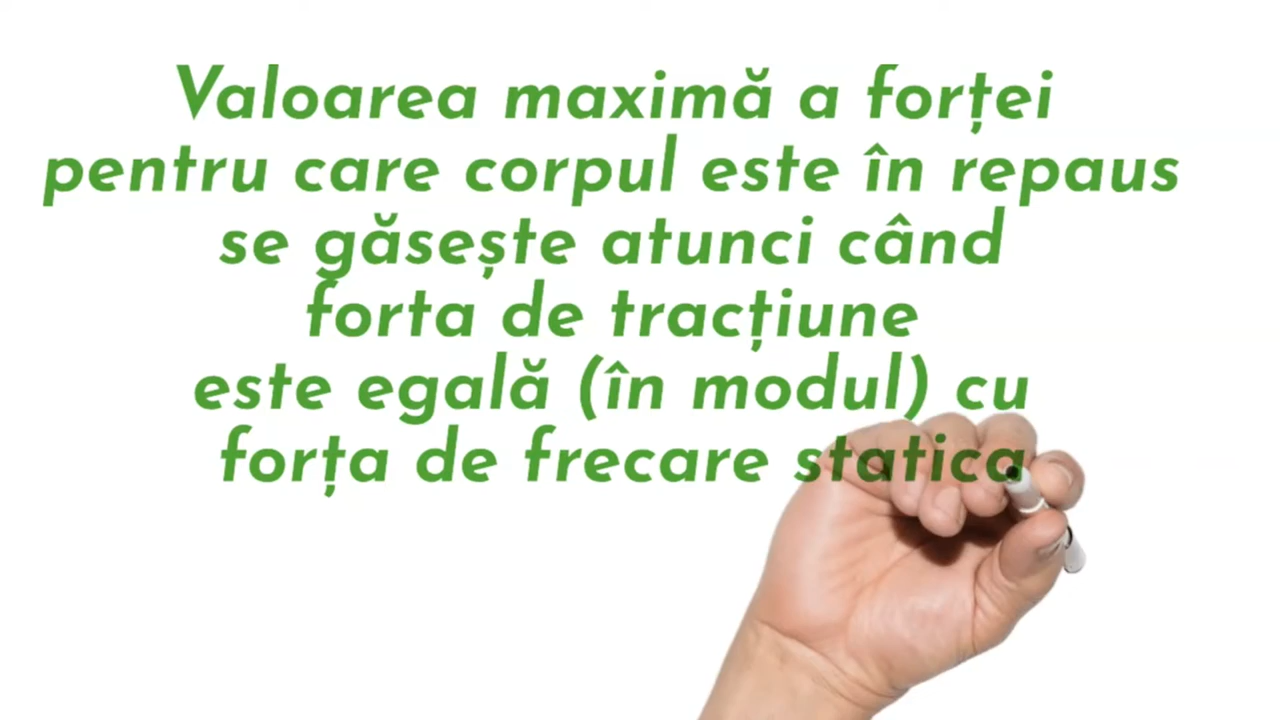 Valoarea maximă a forței
pentru care corpul este în repaus
se găsește atunci când
forta de tracțiune
este egală (în modul) cu
forța de frecare statica